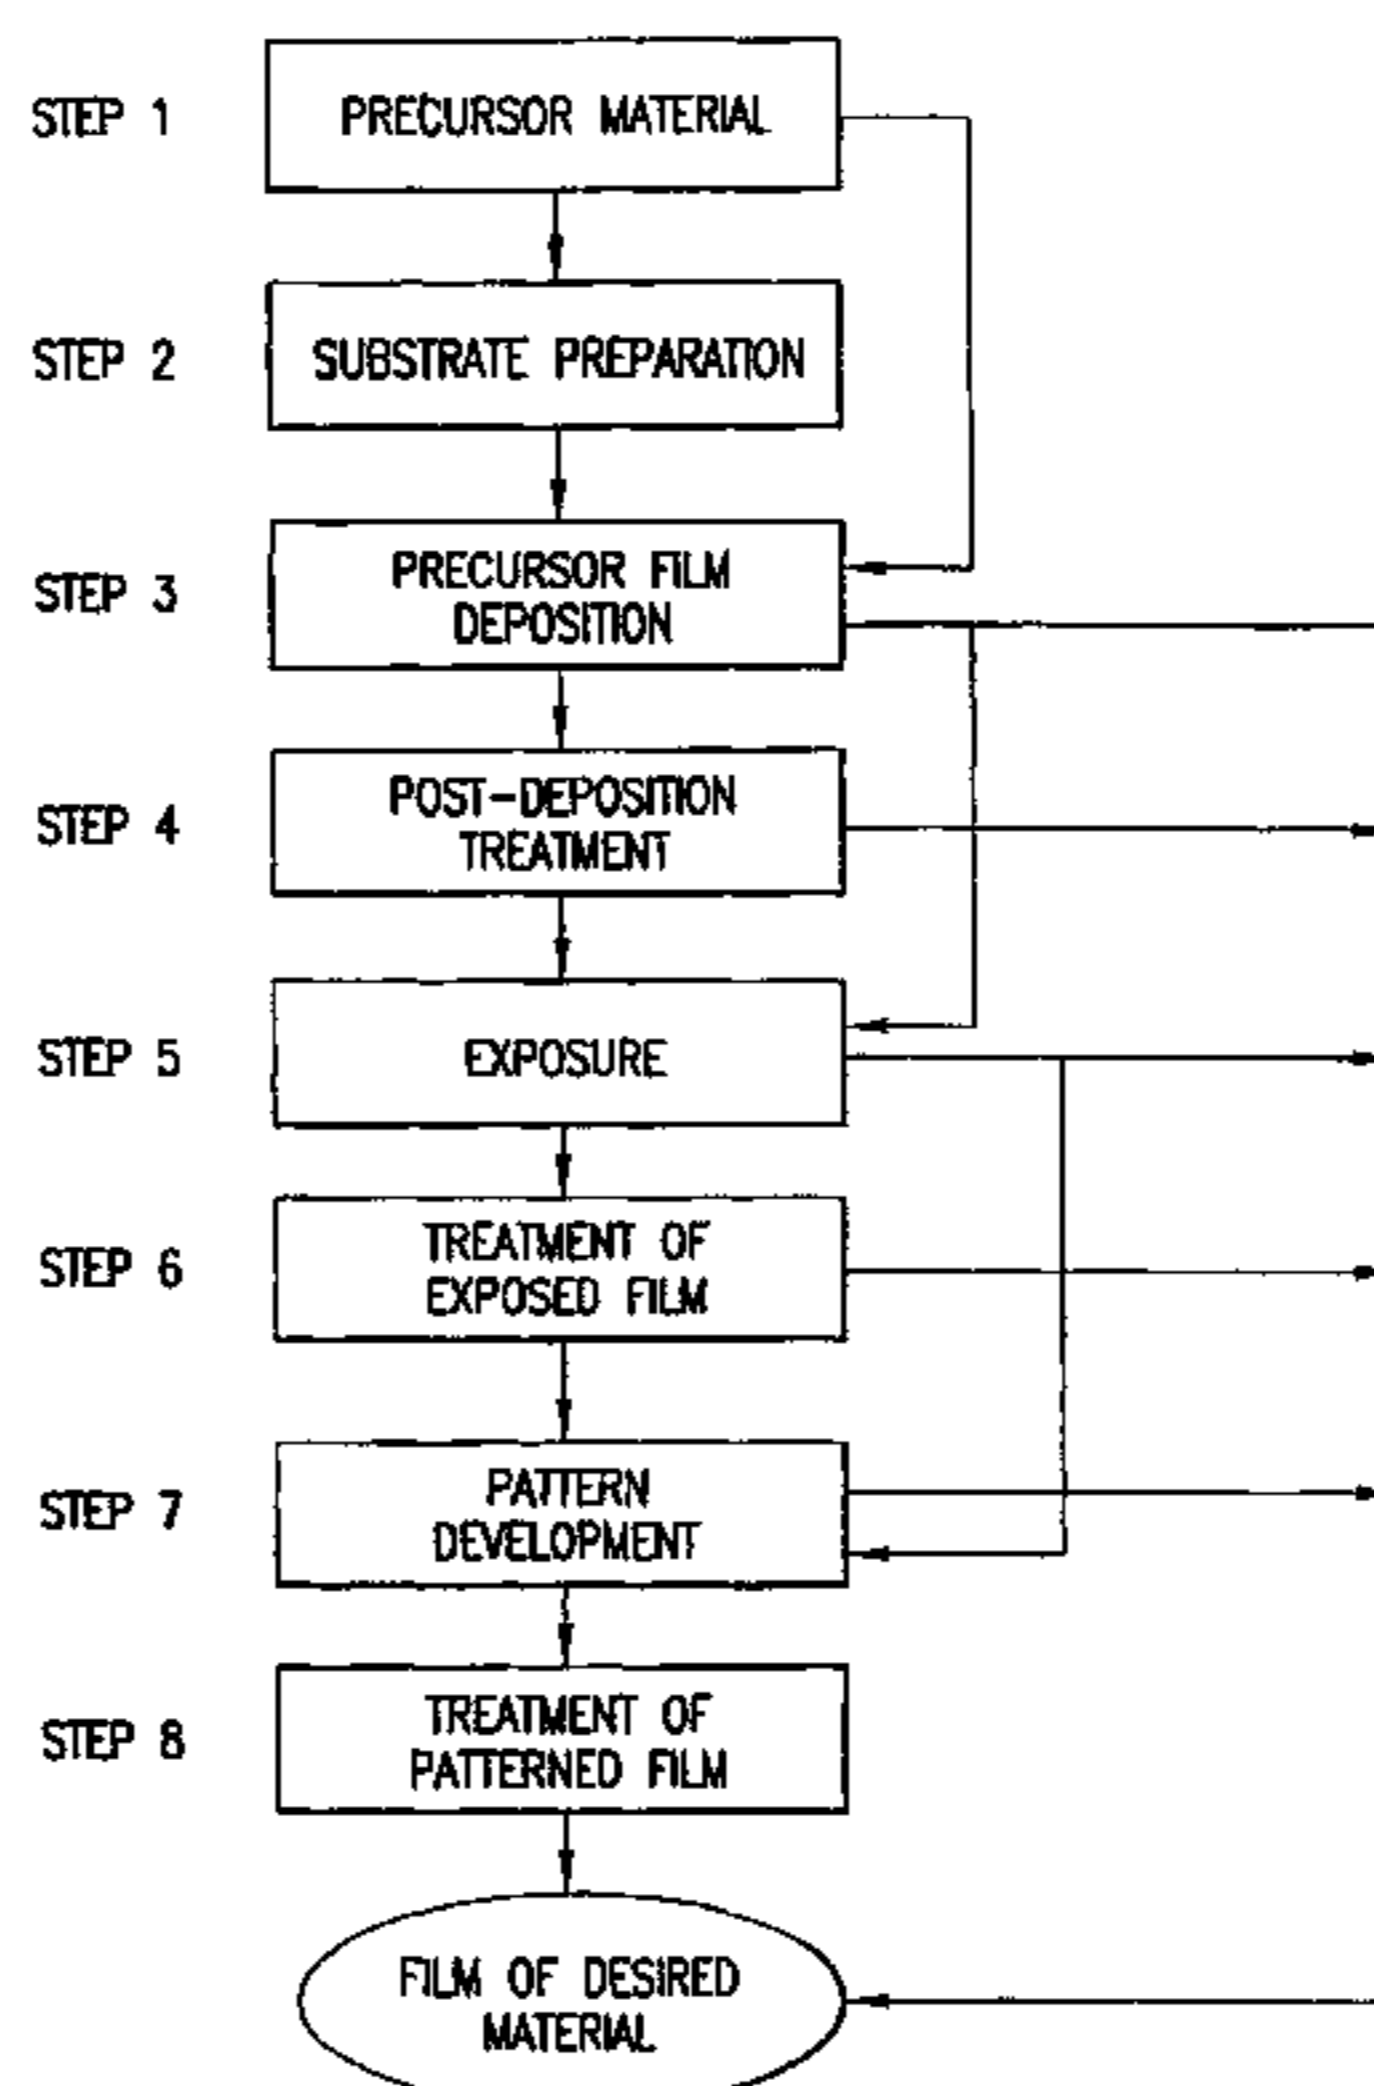 STEP 1
PRECURSOR MATERIAL
STEP 2
SUBSTRATE PREPARATION
STEP 3
PRECURSOR FILM
DEPOSITION
STEP 4
POST-DEPOSITION
TREATMENT
STEP 5
EXPOSURE
STEP 6
TREATMENT OF
EXPOSED FILM
STEP 7
PATTERN
DEVELOPMENT
STEP 8
TREATMENT OF
PATTERNED FILM
FILM OF DESIRED
MATERIAL